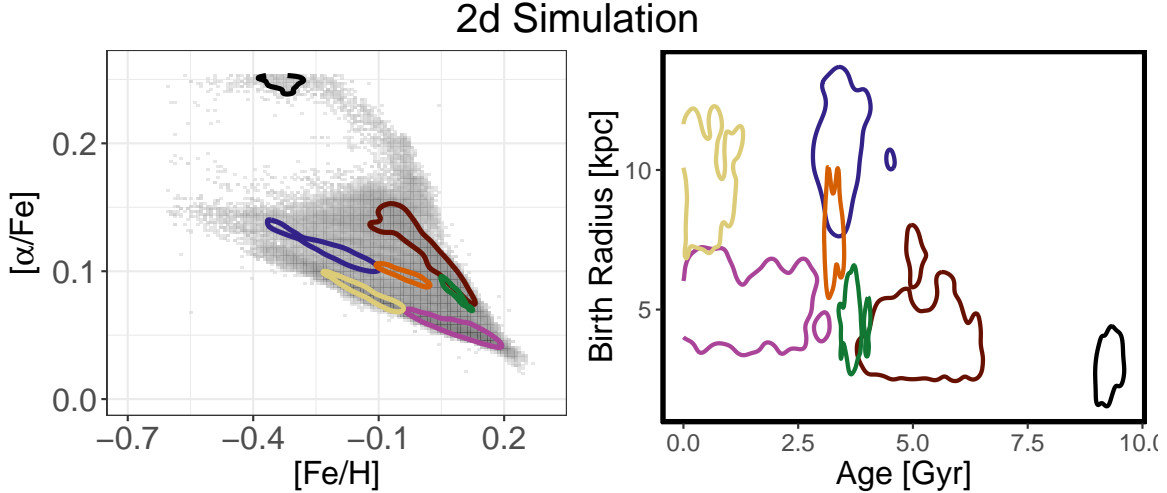 2d Simulation
[α/Fe]
0.2
0.1
0.0
−0.7 −0.4 −0.1 0.2
[Fe/H]
Birth Radius [kpc]
10
5
0.0 2.5 5.0 7.5 10.0
Age [Gyr]